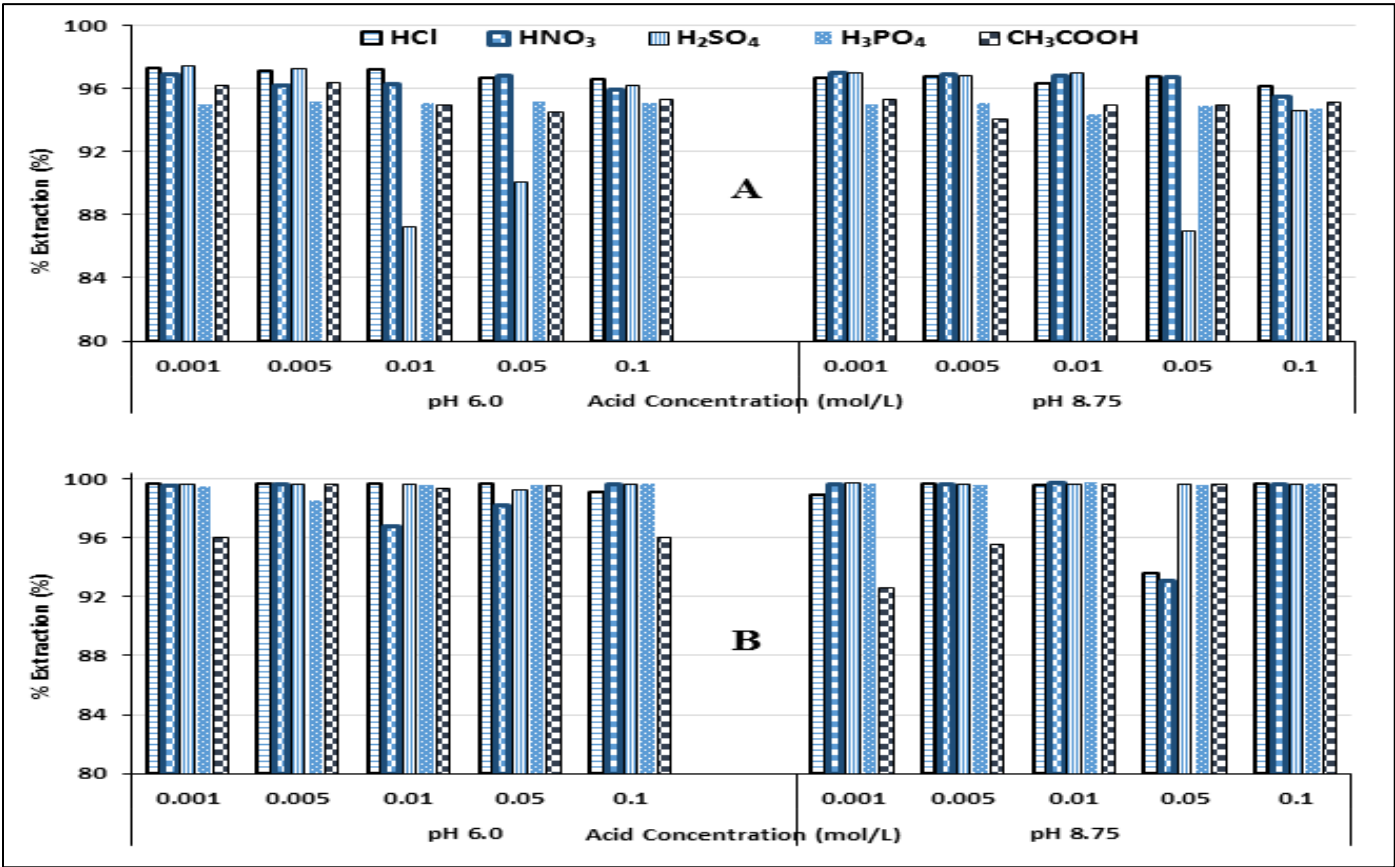 100
HCl HNO₃ H₂SO₄ H₃PO₄ CH₃COOH
96
92
88
84
80
% Extraction (%)
A
0.001 0.005 0.01 0.05 0.1 0.001 0.005 0.01 0.05 0.1
pH 6.0 Acid Concentration (mol/L) pH 8.75
100
96
92
88
84
80
% Extraction (%)
B
0.001 0.005 0.01 0.05 0.1 0.001 0.005 0.01 0.05 0.1
pH 6.0 Acid Concentration (mol/L) pH 8.75